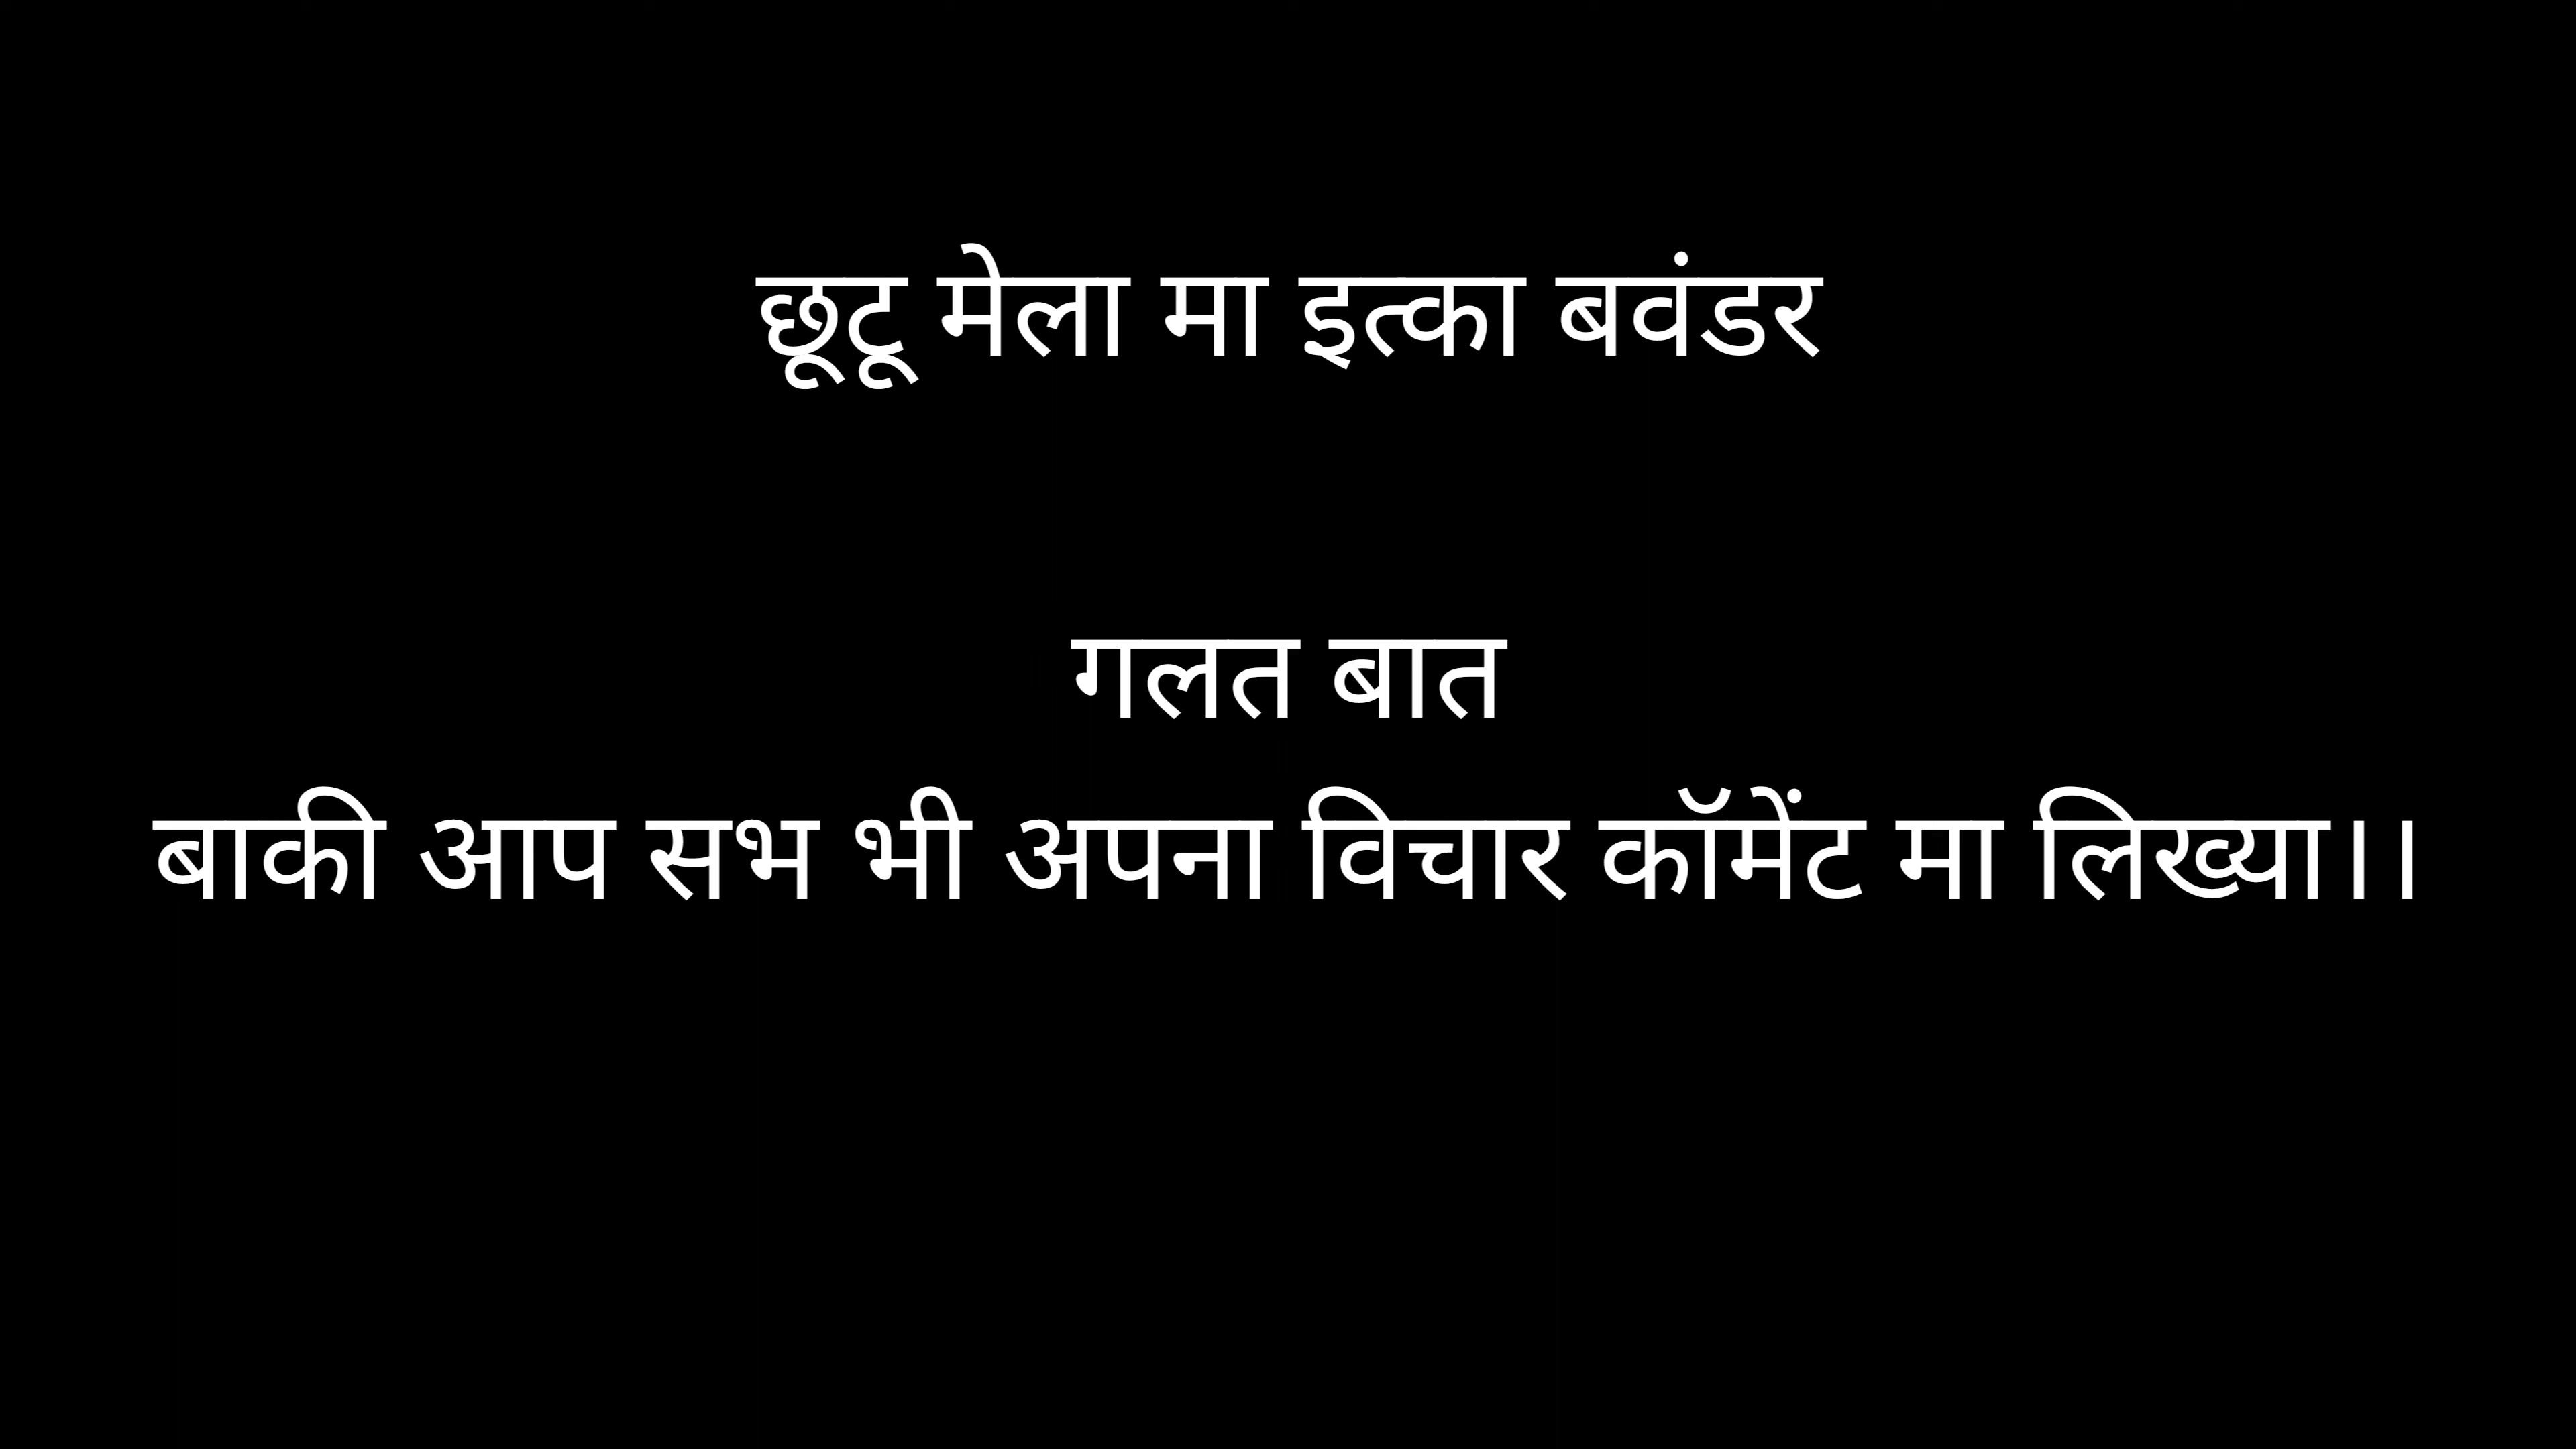 छूटू मेला मा इत्का बवंडर
गलत बात
बाकी आप सभ भी अपना विचार कॉमेंट मा लिख्या।।